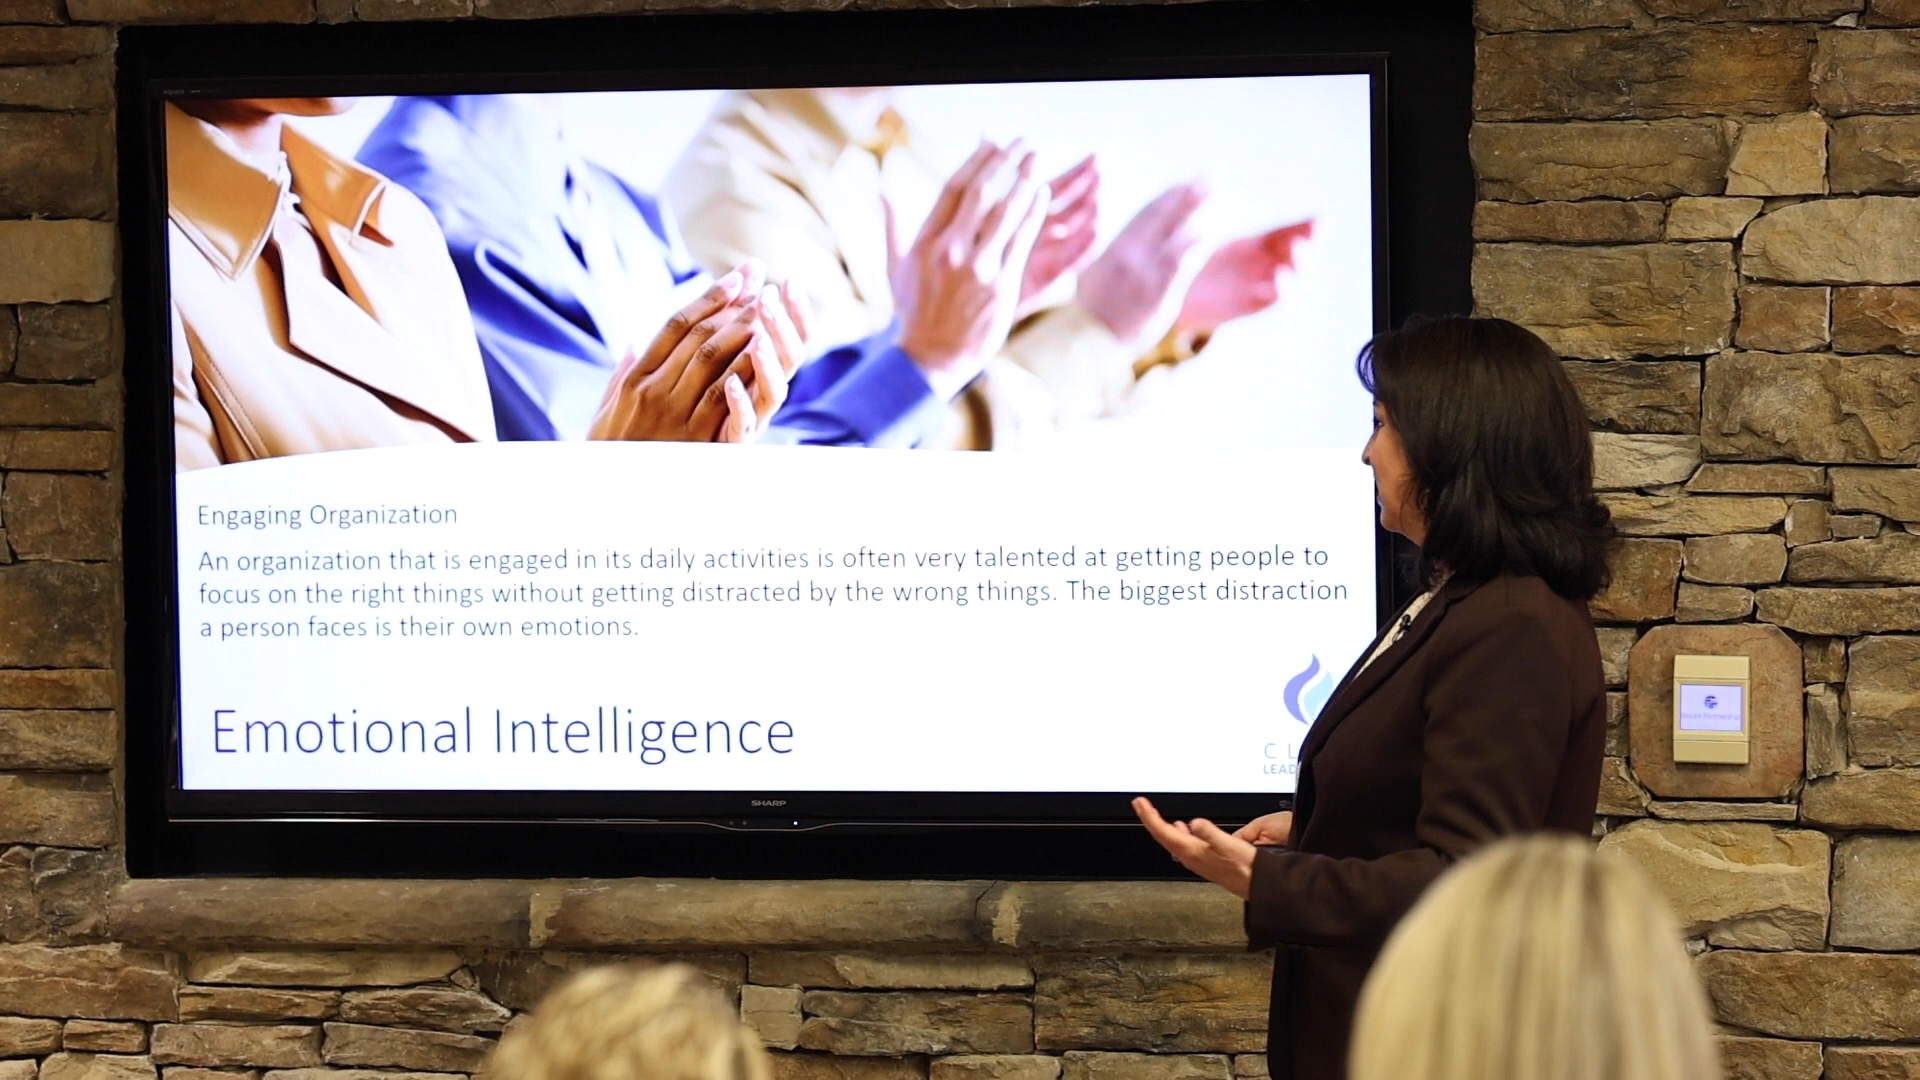 Engaging Organization
An organization that is engaged in its daily activities is often very talented at getting people to
focus on the right things without getting distracted by the wrong things. The biggest distraction
a person faces is their own emotions.
Emotional Intelligence
C L
LEAD
SHARP